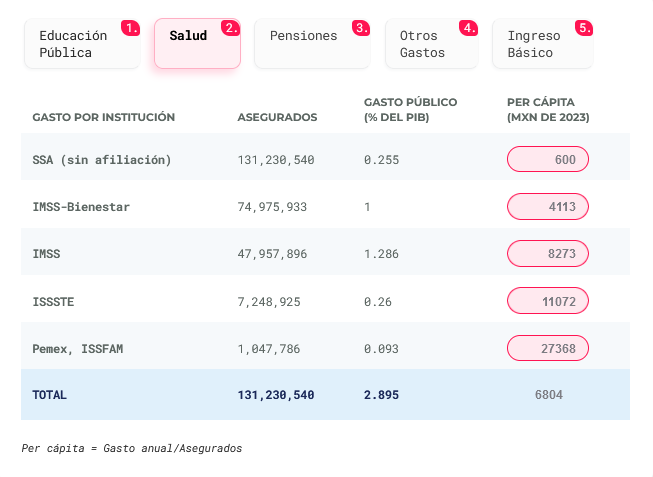 Educación Pública 1.
Salud 2.
Pensiones 3.
Otros Gastos 4.
Ingreso Básico 5.
GASTO POR INSTITUCIÓN ASEGURADOS GASTO PÚBLICO (% DEL PIB) PER CÁPITA (MXN DE 2023)
SSA (sin afiliación) 131,230,540 0.255 600
IMSS-Bienestar 74,975,933 1 4113
IMSS 47,957,896 1.286 8273
ISSSTE 7,248,925 0.26 11072
Pemex, ISSFAM 1,047,786 0.093 27368
TOTAL 131,230,540 2.895 6804
Per cápita = Gasto anual/Asegurados